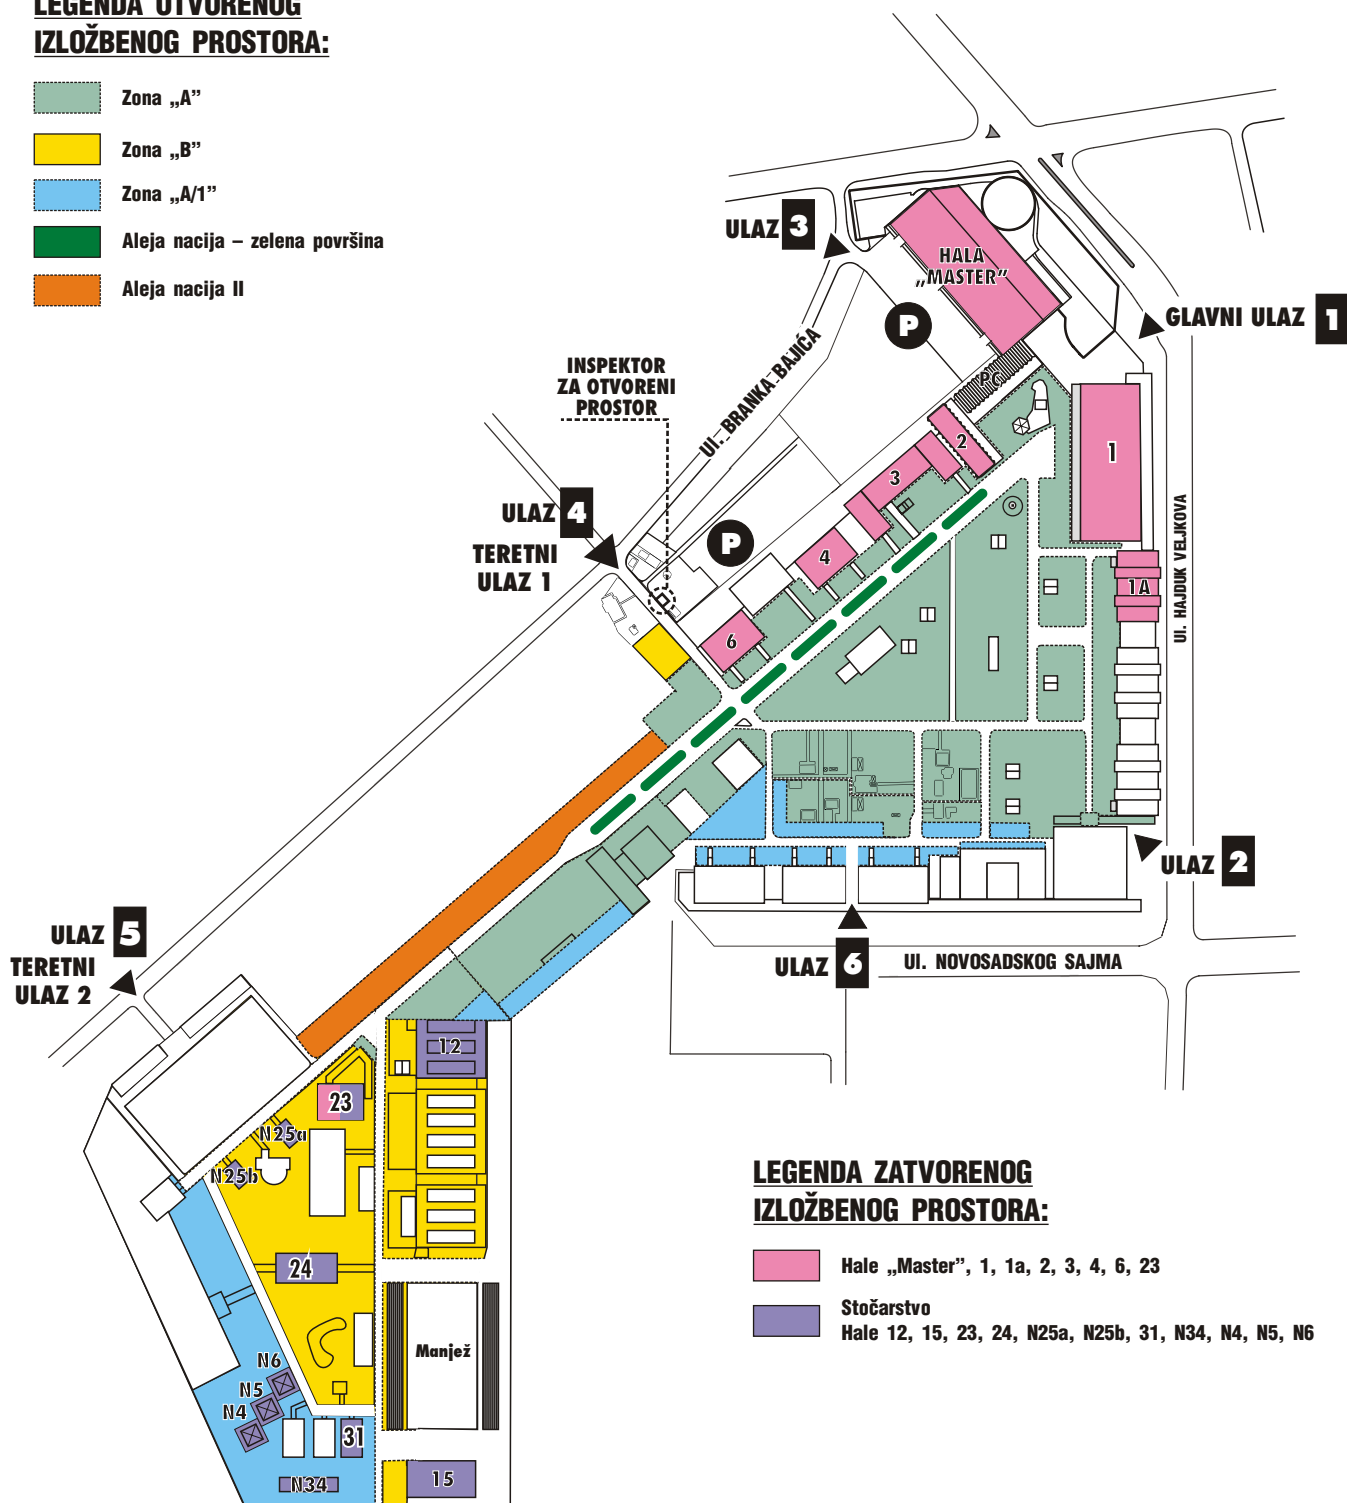 LEGENDA OTVORENOG
IZLOŽBENOG PROSTORA:
Zona „A”
Zona „B”
Zona „A/1”
Aleja nacija – zelena površina
Aleja nacija II
ULAZ 3
HALA
„MASTER”
P
GLAVNI ULAZ 1
PC
INSPEKTOR
ZA OTVORENI
PROSTOR
Ul. BRANKA BAJIĆA
2
1
3
ULAZ 4
TERETNI
ULAZ 1
P
4
1A
Ul. HAJDUK VELJKOVA
6
ULAZ 2
ULAZ 5
TERETNI
ULAZ 2
ULAZ 6
Ul. NOVOSADSKOG SAJMA
12
23
N25a
N25b
24
Manjež
N6
N5
N4
31
N34
15
LEGENDA ZATVORENOG
IZLOŽBENOG PROSTORA:
Hale „Master”, 1, 1a, 2, 3, 4, 6, 23
Stočarstvo
Hale 12, 15, 23, 24, N25a, N25b, 31, N34, N4, N5, N6